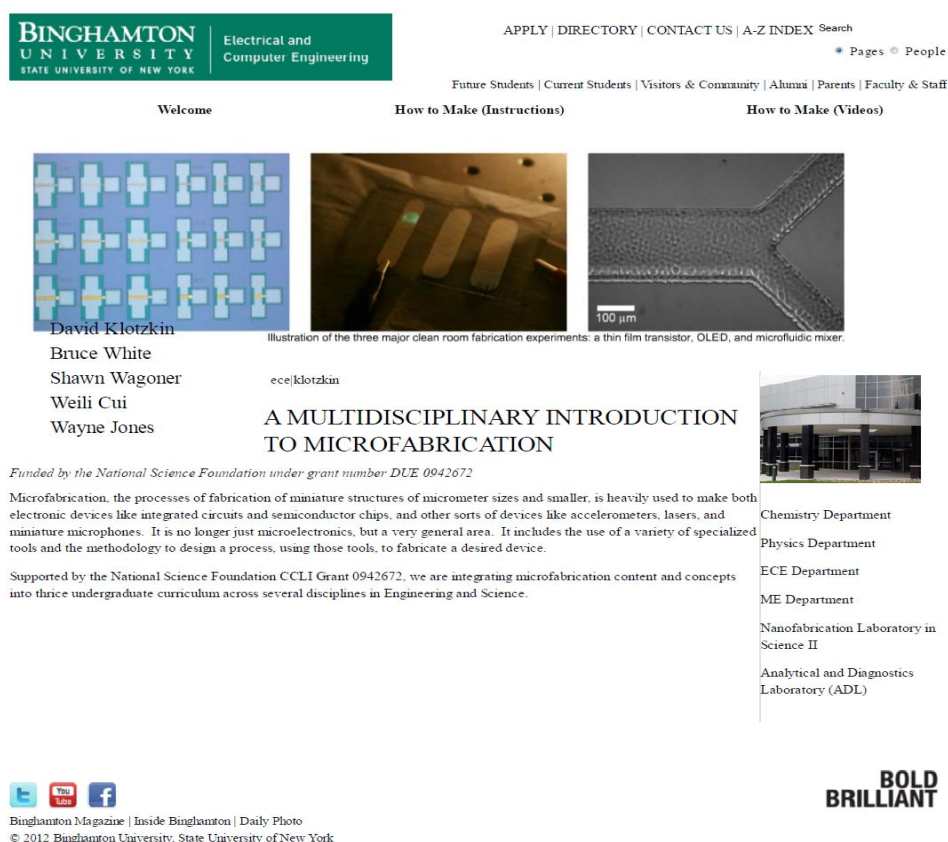 BINGHAMTON
UNIVERSITY
STATE UNIVERSITY OF NEW YORK
Electrical and
Computer Engineering
APPLY | DIRECTORY | CONTACT US | A-Z INDEX Search
Pages People
Future Students | Current Students | Visitors & Community | Alumni | Parents | Faculty & Staff
Welcome How to Make (Instructions) How to Make (Videos)
100 μm
Illustration of the three major clean room fabrication experiments: a thin film transistor, OLED, and microfluidic mixer.
David Klotzkin
Bruce White
Shawn Wagoner
Weili Cui
Wayne Jones
ece|klotzkin
A MULTIDISCIPLINARY INTRODUCTION
TO MICROFABRICATION
Funded by the National Science Foundation under grant number DUE 0942672
Microfabrication, the processes of fabrication of miniature structures of micrometer sizes and smaller, is heavily used to make both
electronic devices like integrated circuits and semiconductor chips, and other sorts of devices like accelerometers, lasers, and
miniature microphones. It is no longer just microelectronics, but a very general area. It includes the use of a variety of specialized
tools and the methodology to design a process, using those tools, to fabricate a desired device.
Supported by the National Science Foundation CCLI Grant 0942672, we are integrating microfabrication content and concepts
into thrice undergraduate curriculum across several disciplines in Engineering and Science.
Chemistry Department
Physics Department
ECE Department
ME Department
Nanofabrication Laboratory in
Science II
Analytical and Diagnostics
Laboratory (ADL)
You
Tube
BOLD
BRILLIANT
Binghamton Magazine | Inside Binghamton | Daily Photo
© 2012 Binghamton University, State University of New York